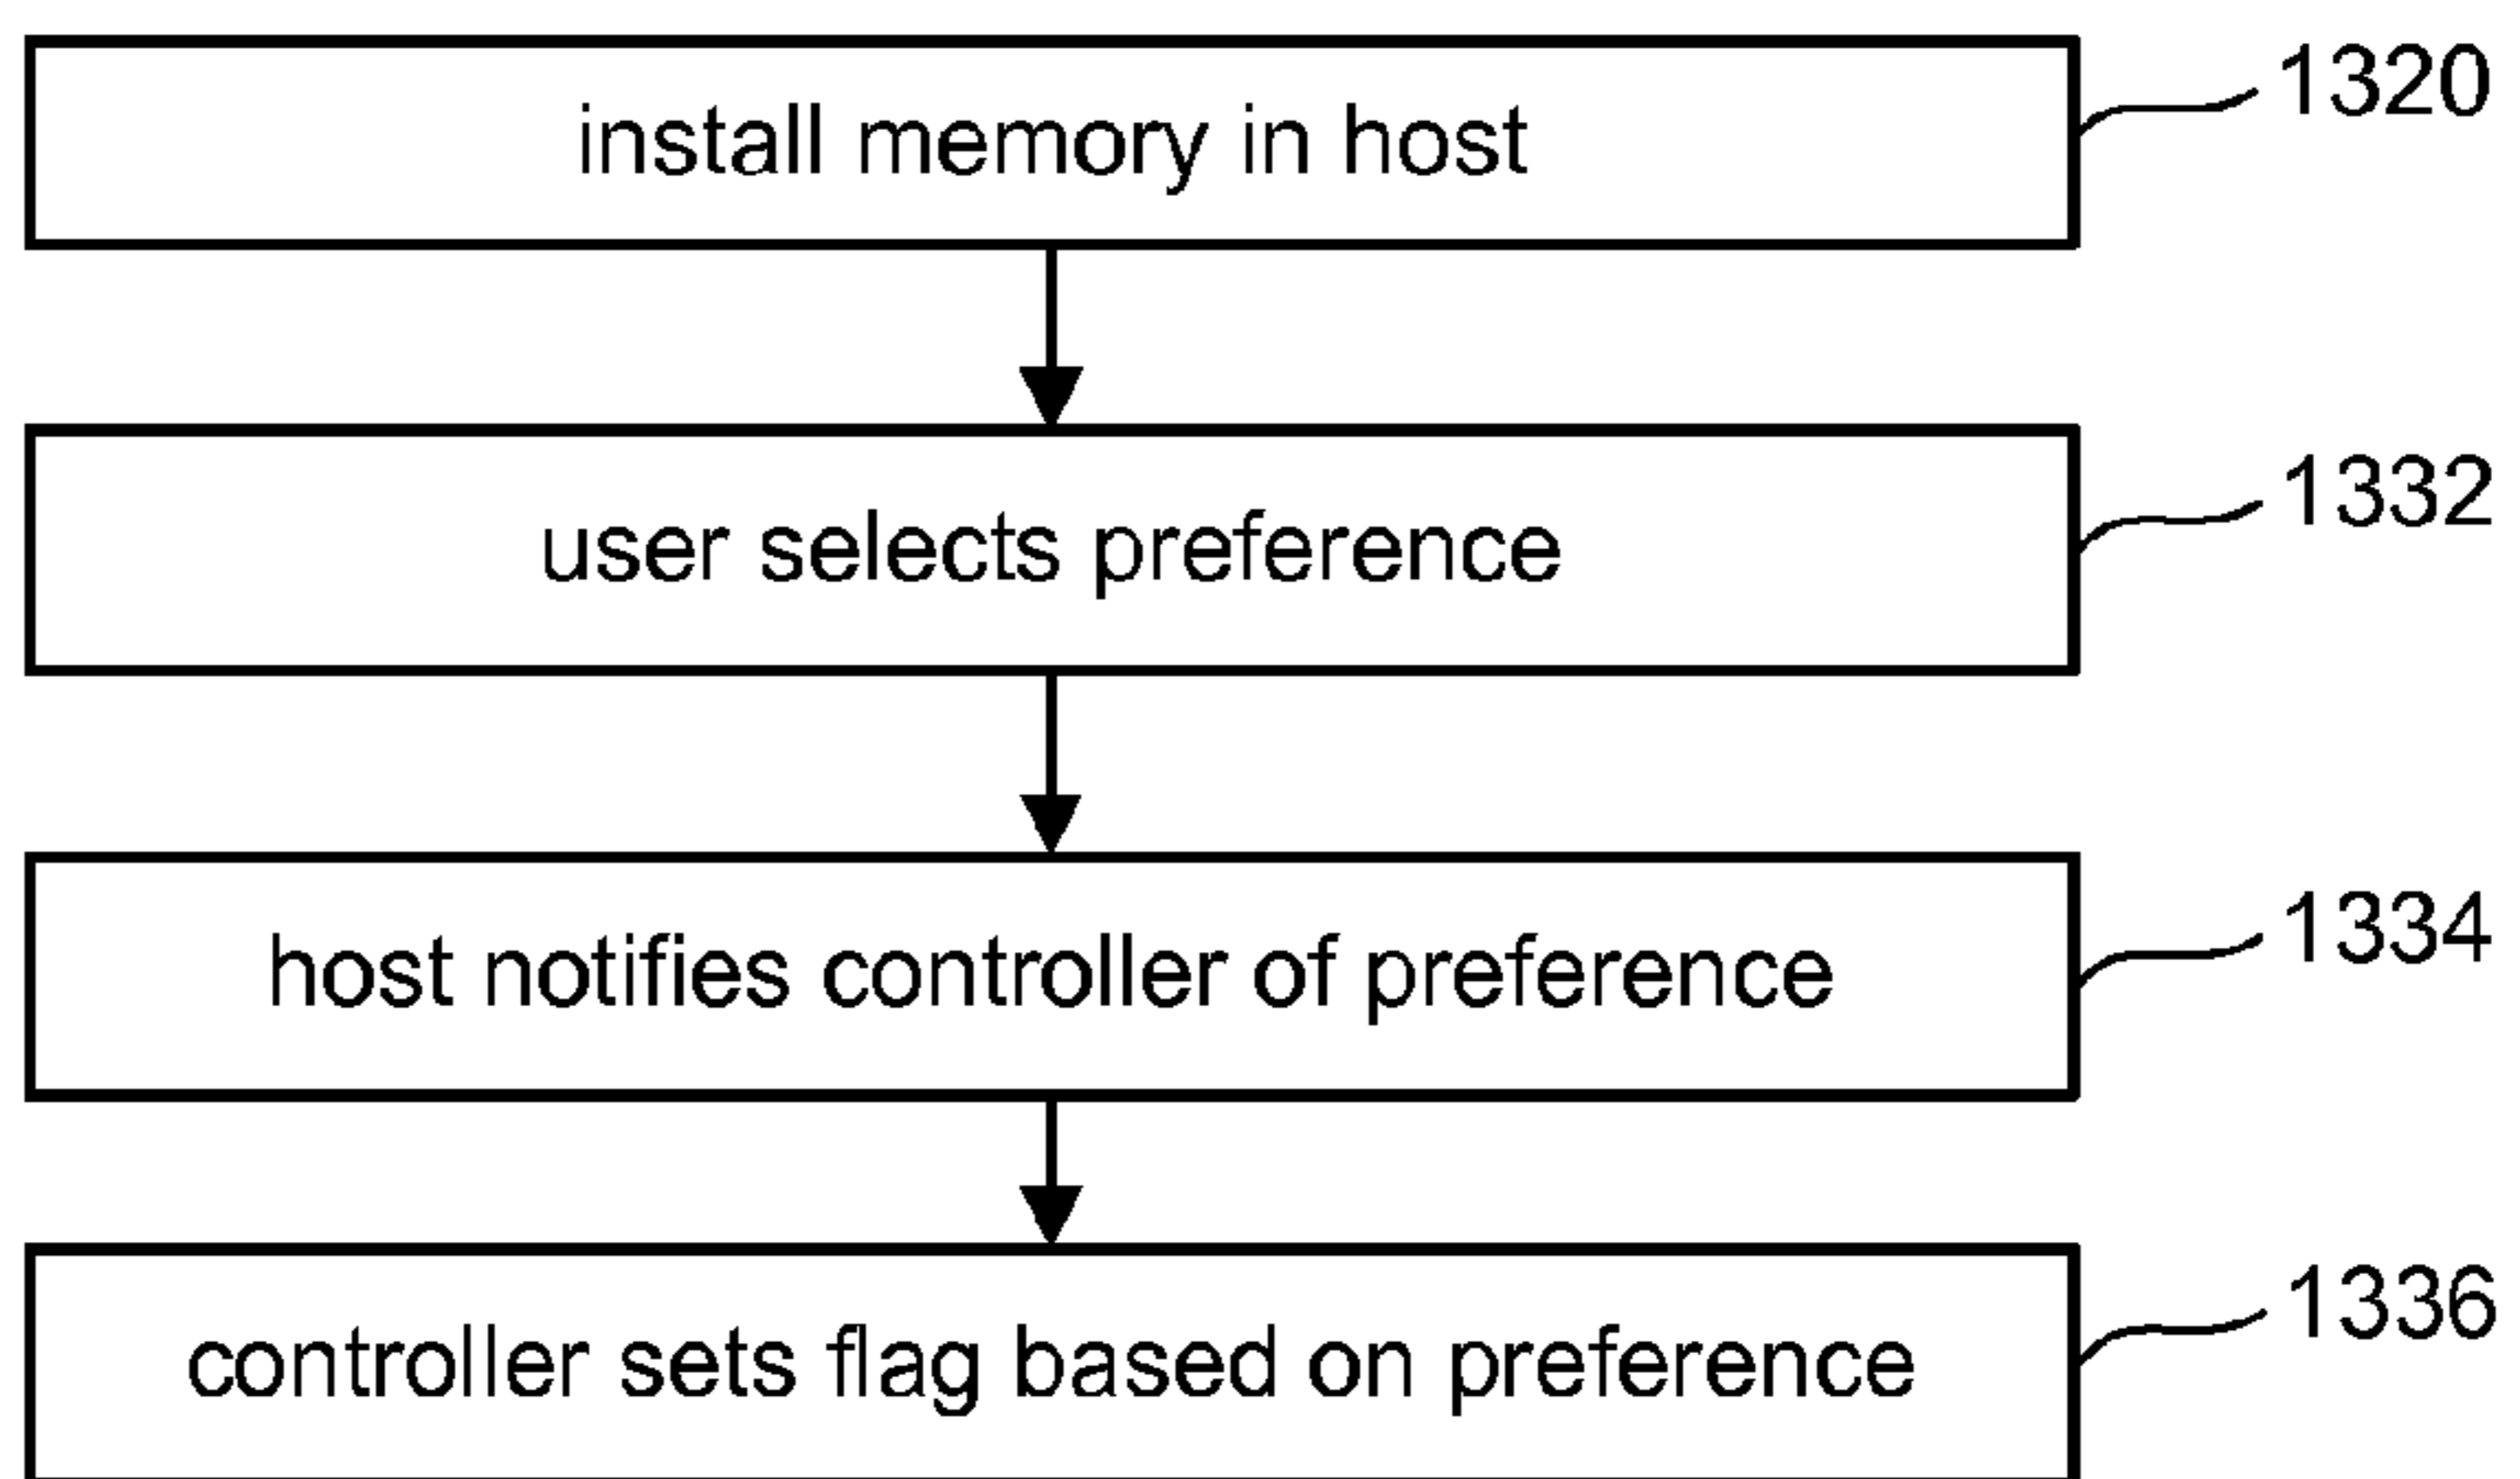 install memory in host
1320
user selects preference
1332
host notifies controller of preference
1334
controller sets flag based on preference
1336